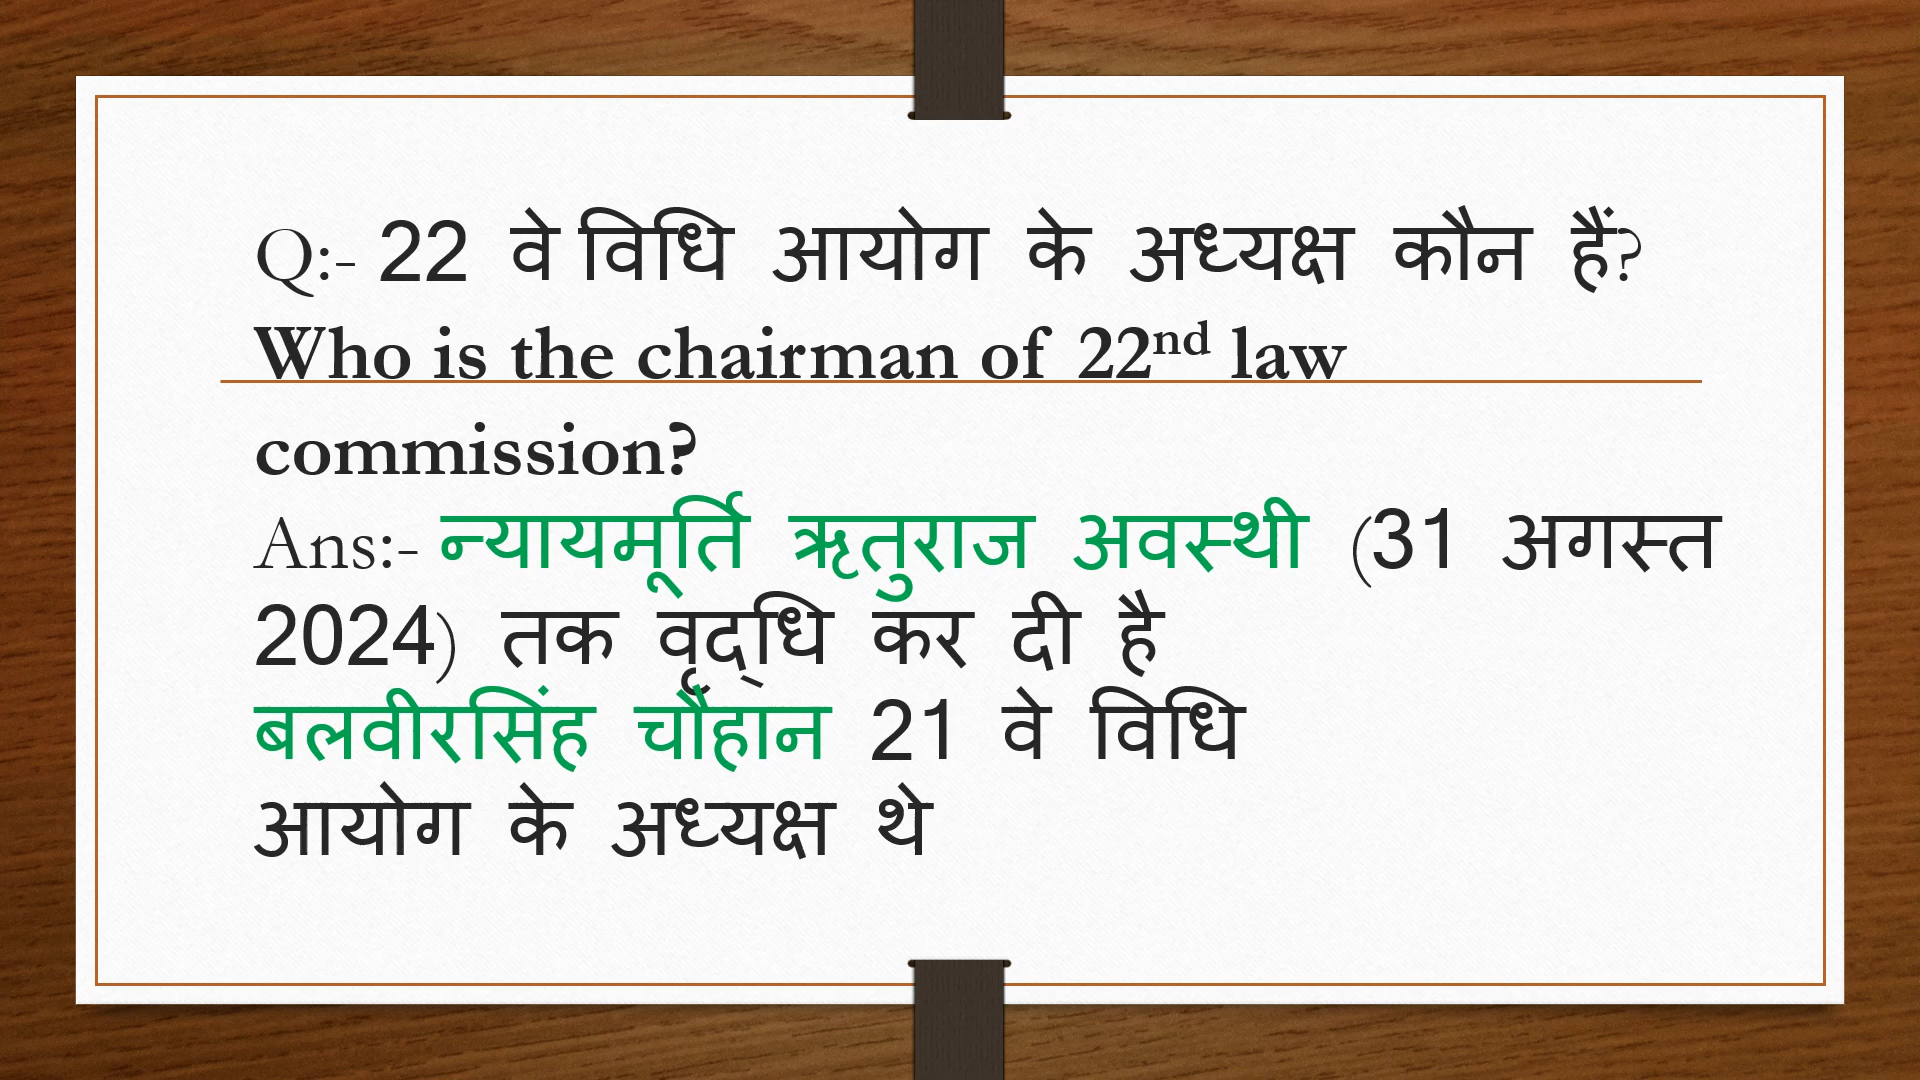 Q:- 22 वे विधि आयोग के अध्यक्ष कौन हैं?
Who is the chairman of 22nd law
commission?
Ans:- न्यायमूर्ति ऋतुराज अवस्थी (31 अगस्त
2024) तक वृद्धि कर दी है
बलवीरसिंह चौहान 21 वे विधि
आयोग के अध्यक्ष थे